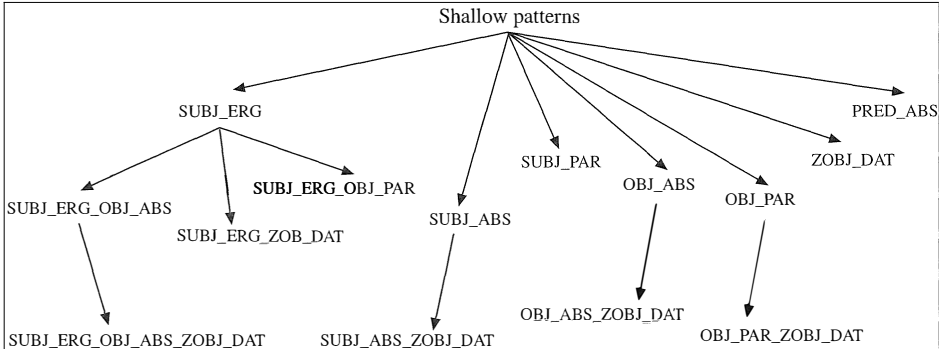 Shallow patterns
SUBJ_ERG
PRED_ABS
SUBJ_PAR
ZOBJ_DAT
SUBJ_ERG_OBJ_PAR
OBJ_ABS
OBJ_PAR
SUBJ_ERG_OBJ_ABS
SUBJ_ABS
SUBJ_ERG_ZOB_DAT
OBJ_ABS_ZOBJ_DAT
OBJ_PAR_ZOBJ_DAT
SUBJ_ERG_OBJ_ABS_ZOBJ_DAT
SUBJ_ABS_ZOBJ_DAT